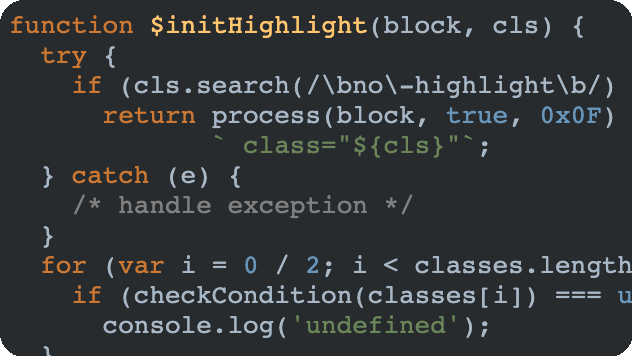 function $initHighlight(block, cls) {
  try {
    if (cls.search(/\bno\-highlight\b/)
      return process(block, true, 0x0F)
             ` class="${cls}"`;
  } catch (e) {
    /* handle exception */
  }
  for (var i = 0 / 2; i < classes.length
    if (checkCondition(classes[i]) === u
      console.log('undefined');
  }